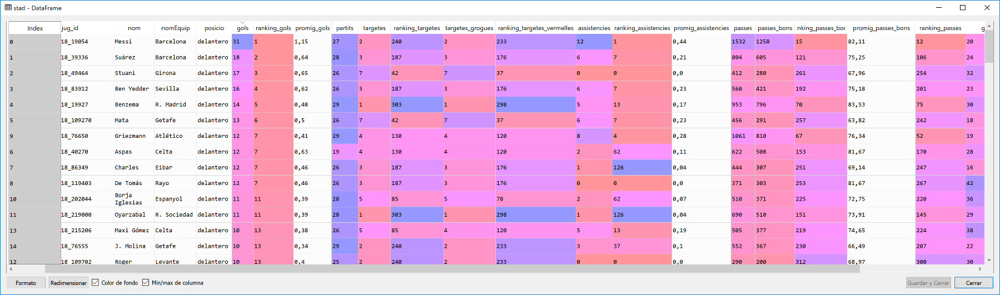 stad - DataFrame
Index jug_id nom nomEquip posicio gols ranking_gols promig_gols partits targetes ranking_targetes targetes_grogues ranking_targetes_vermelles assistencies ranking_assistencies promig_assistencies passes passes_bons nking_passes_bor promig_passes_bons ranking_passes g
0 18_19054 Messi Barcelona delantero 31 1 1,15 27 2 240 2 233 12 1 0,44 1532 1258 15 82,11 12 20
1 18_39336 Suárez Barcelona delantero 18 2 0,64 28 3 187 3 176 6 7 0,21 804 605 121 75,25 106 24
2 18_49464 Stuani Girona delantero 17 3 0,65 26 7 42 7 37 0 0 0,0 412 280 261 67,96 254 32
3 18_83912 Ben Yedder Sevilla delantero 16 4 0,62 26 3 187 3 176 6 7 0,23 560 421 192 75,18 201 23
4 18_19927 Benzema R. Madrid delantero 14 5 0,48 29 1 303 1 298 5 13 0,17 953 796 70 83,53 75 30
5 18_109270 Mata Getafe delantero 13 6 0,5 26 7 42 7 37 6 7 0,23 456 291 257 63,82 242 18
9 18_76650 Griezmann Atlético delantero 12 7 0,41 29 4 130 4 120 8 4 0,28 1061 810 67 76,34 52 19
6 18_40270 Aspas Celta delantero 12 7 0,63 19 4 130 4 120 2 62 0,11 622 508 153 81,67 170 28
7 18_86349 Charles Eibar delantero 12 7 0,46 26 3 187 3 176 1 126 0,04 444 307 251 69,14 247 16
8 18_119403 De Tomás Rayo delantero 12 7 0,46 26 3 187 3 176 0 0 0,0 371 303 253 81,67 267 42
10 18_202044 Borja Iglesias Espanyol delantero 11 11 0,39 28 5 85 5 78 2 62 0,07 510 371 225 72,75 220 36
11 18_219000 Oyarzabal R. Sociedad delantero 11 11 0,39 28 1 303 1 298 1 126 0,04 690 510 151 73,91 145 29
13 18_215206 Maxi Gómez Celta delantero 10 13 0,38 26 5 85 4 120 5 13 0,19 505 377 219 74,65 224 38
14 18_76555 J. Molina Getafe delantero 10 13 0,34 29 2 240 2 233 3 37 0,1 552 367 230 66,49 207 22
12 18_109702 Roger Levante delantero 10 13 0,4 25 2 240 2 233 0 0 0,0 290 200 312 68,97 300 30
Formato Redimensionar Color de fondo Min/max de columna Guardar y Cerrar Cerrar